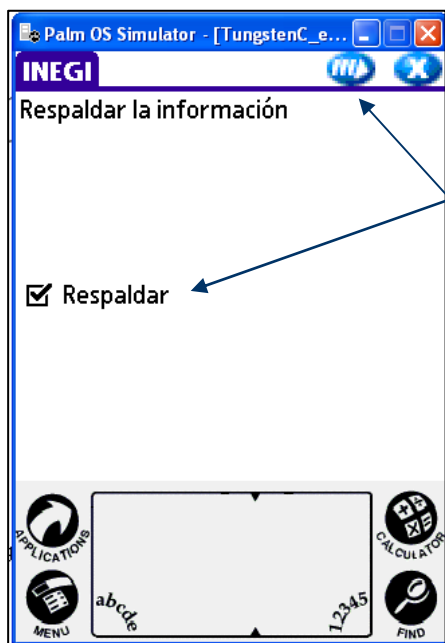 Palm OS Simulator - [TungstenC_e...
INEGI
Respaldar la información
Respaldar
APPLICATIONS
CALCULATOR
abcde
12345
MENU
FIND